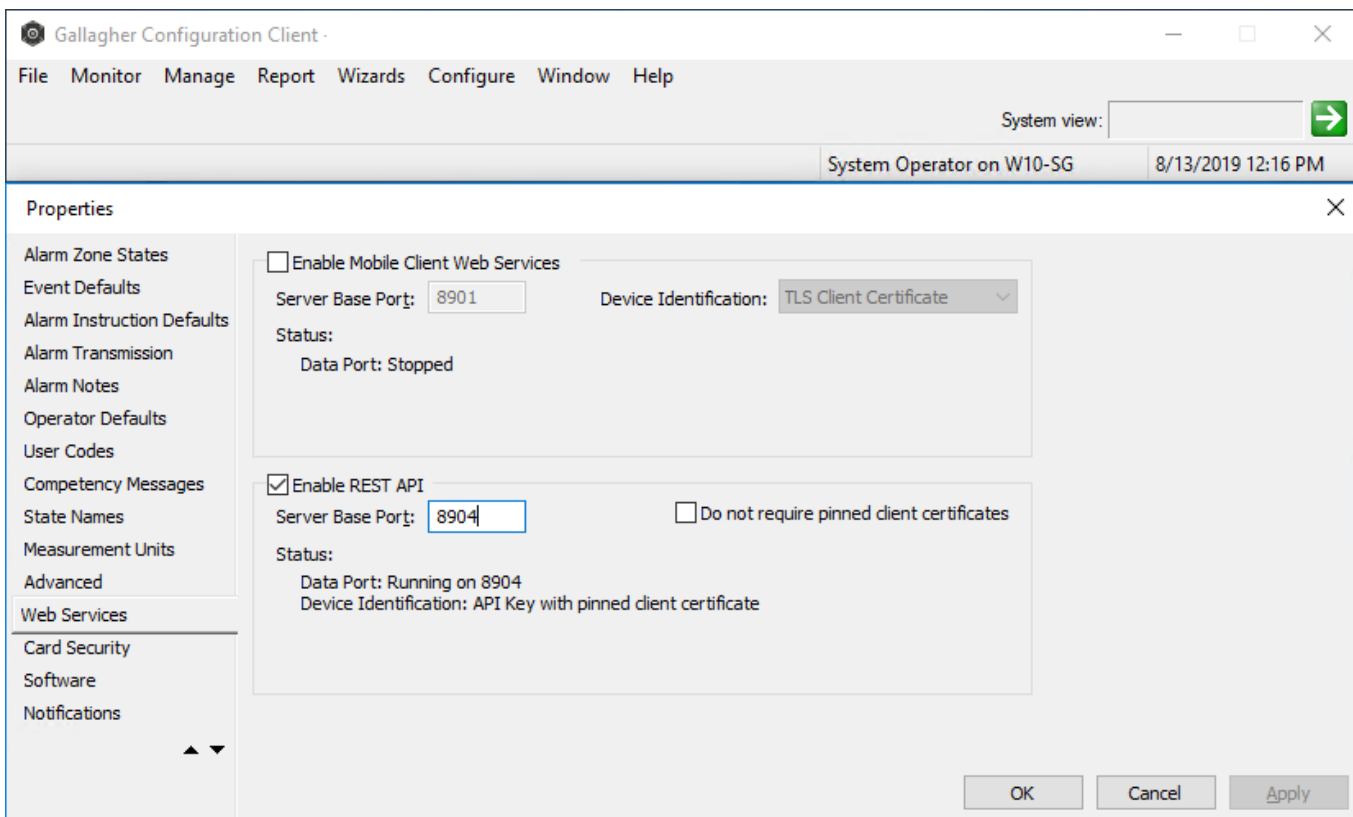 Gallagher Configuration Client -
File Monitor Manage Report Wizards Configure Window Help
System view:
System Operator on W10-SG 8/13/2019 12:16 PM
Properties
Alarm Zone States
Event Defaults
Alarm Instruction Defaults
Alarm Transmission
Alarm Notes
Operator Defaults
User Codes
Competency Messages
State Names
Measurement Units
Advanced
Web Services
Card Security
Software
Notifications
Enable Mobile Client Web Services
Server Base Port: 8901 Device Identification: TLS Client Certificate
Status:
Data Port: Stopped
Enable REST API
Server Base Port: 8904 Do not require pinned client certificates
Status:
Data Port: Running on 8904
Device Identification: API Key with pinned client certificate
OK Cancel Apply